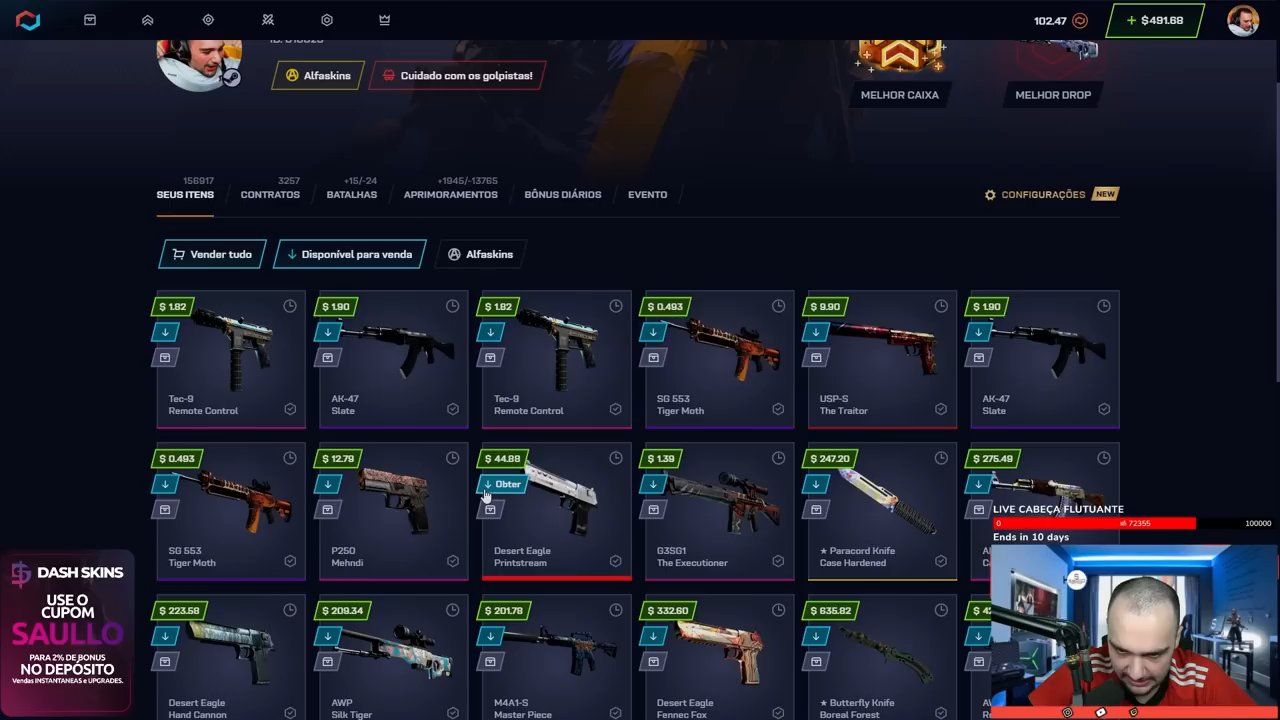 102.47
+ $491.68
Alfaskins
Cuidado com os golpistas!
MELHOR CAIXA
MELHOR DROP
156917
3257
+15/-24
+1945/-13765
SEUS ITENS
CONTRATOS
BATALHAS
APRIMORAMENTOS
BÔNUS DIÁRIOS
EVENTO
CONFIGURAÇÕES
NEW
Vender tudo
Disponível para venda
Alfaskins
$ 1.82
$ 1.90
$ 1.82
$ 0.493
$ 9.90
$ 1.90
Tec-9
Remote Control
AK-47
Slate
Tec-9
Remote Control
SG 553
Tiger Moth
USP-S
The Traitor
AK-47
Slate
$ 0.493
$ 12.79
$ 44.88
$ 1.39
$ 247.20
$ 275.49
Obter
SG 553
Tiger Moth
P250
Mehndi
Desert Eagle
Printstream
G3SG1
The Executioner
★ Paracord Knife
Case Hardened
LIVE CABEÇA FLUTUANTE
0
72355
100000
Ends in 10 days
$ 223.58
$ 209.34
$ 201.79
$ 332.60
$ 635.92
Desert Eagle
Hand Cannon
AWP
Silk Tiger
M4A1-S
Master Piece
Desert Eagle
Fennec Fox
★ Butterfly Knife
Boreal Forest
DASH SKINS
USE O
CUPOM
SAULLO
PARA 2% DE BONUS
NO DEPÓSITO
Vendas INSTANTANEAS e UPGRADES.